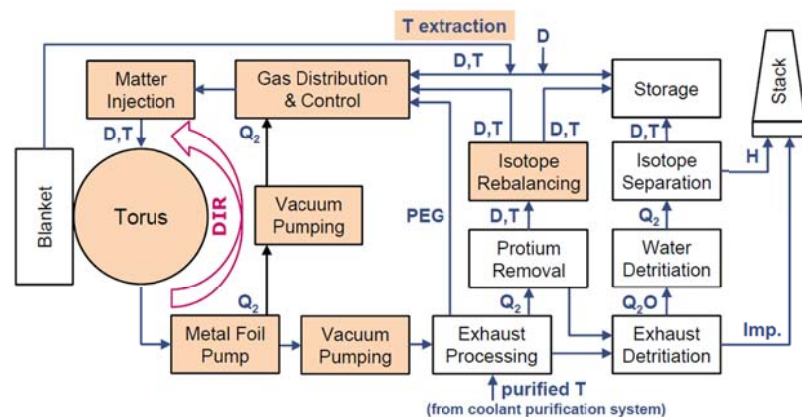 T extraction
D
D,T
Matter
Injection
Gas Distribution
& Control
Storage
Stack
D,T
Q2
D,T
D,T
D,T
H
Blanket
Torus
DIR
Vacuum
Pumping
PEG
Isotope
Rebalancing
Isotope
Separation
D,T
Q2
Protium
Removal
Water
Detritiation
Q2
Q2
Q2O
Imp.
Metal Foil
Pump
Vacuum
Pumping
Exhaust
Processing
Exhaust
Detritiation
purified T
(from coolant purification system)